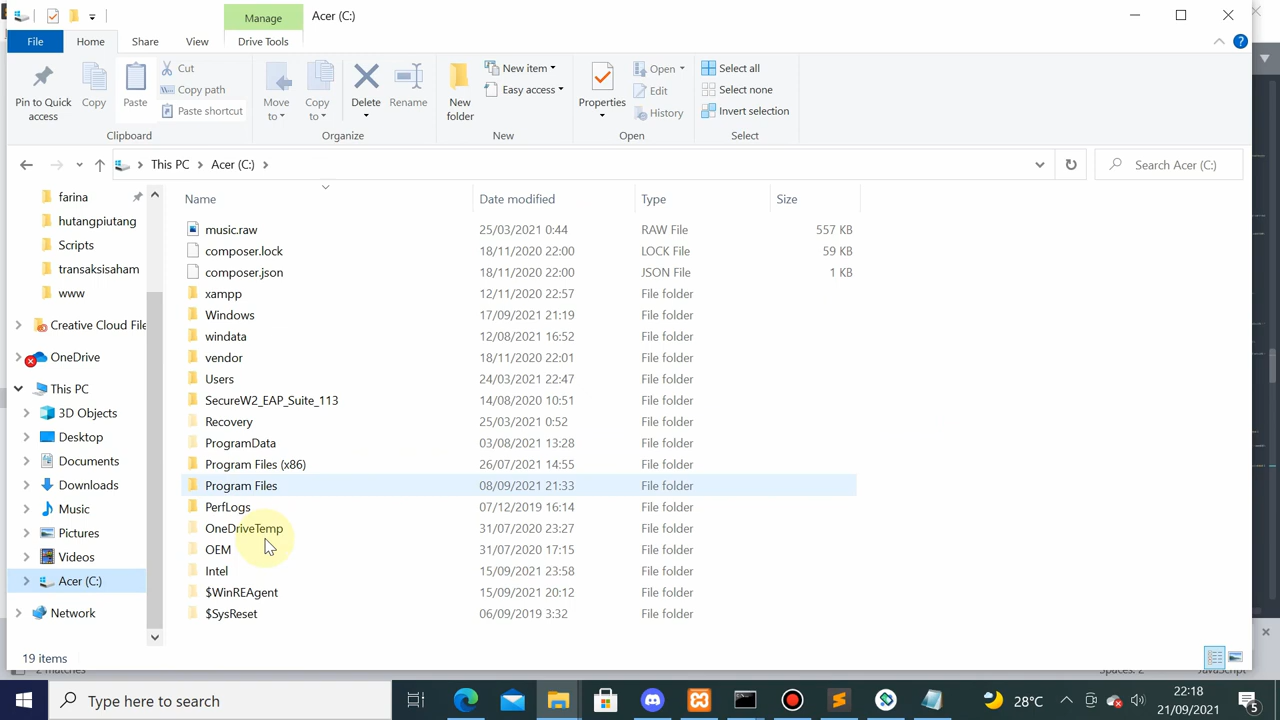 Manage
Acer (C:)
File
Home
Share
View
Drive Tools
Pin to Quick access
Copy
Paste
Cut
Copy path
Paste shortcut
Clipboard
Move to
Copy to
Delete
Rename
Organize
New folder
New item
Easy access
New
Properties
Open
Edit
History
Open
Select all
Select none
Invert selection
Select
This PC
Acer (C:)
Search Acer (C:)
farina
hutangpiutang
Scripts
transaksisaham
www
Creative Cloud File
OneDrive
This PC
3D Objects
Desktop
Documents
Downloads
Music
Pictures
Videos
Acer (C:)
Network
Name Date modified Type Size
music.raw 25/03/2021 0:44 RAW File 557 KB
composer.lock 18/11/2020 22:00 LOCK File 59 KB
composer.json 18/11/2020 22:00 JSON File 1 KB
xampp 12/11/2020 22:57 File folder
Windows 17/09/2021 21:19 File folder
windata 12/08/2021 16:52 File folder
vendor 18/11/2020 22:01 File folder
Users 24/03/2021 22:47 File folder
SecureW2_EAP_Suite_113 14/08/2020 10:51 File folder
Recovery 25/03/2021 0:52 File folder
ProgramData 03/08/2021 13:28 File folder
Program Files (x86) 26/07/2021 14:55 File folder
Program Files 08/09/2021 21:33 File folder
PerfLogs 07/12/2019 16:14 File folder
OneDriveTemp 31/07/2020 23:27 File folder
OEM 31/07/2020 17:15 File folder
Intel 15/09/2021 23:58 File folder
$WinREAgent 15/09/2021 20:12 File folder
$SysReset 06/09/2019 3:32 File folder
19 items
2 matches
Spaces: 2
JavaScript
Type here to search
28°C
22:18
21/09/2021
5